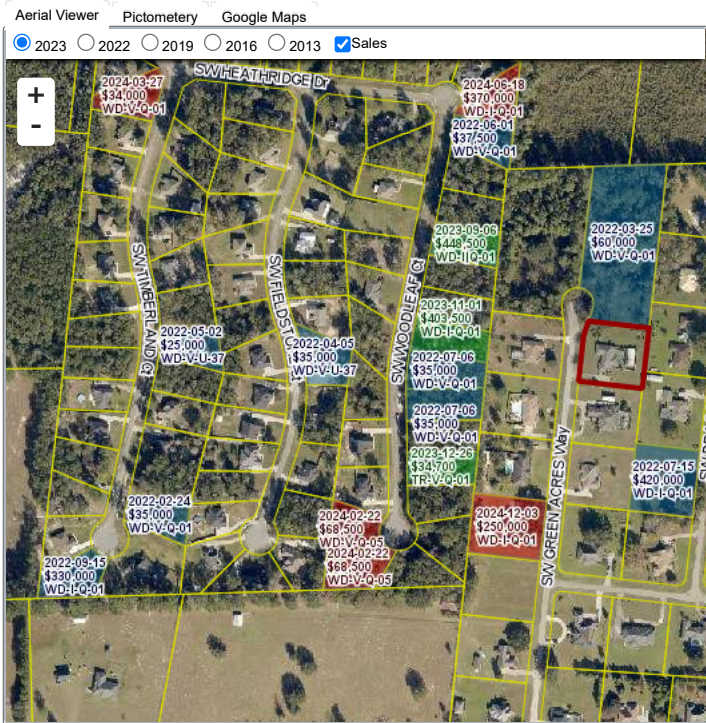 Aerial Viewer
Pictometery
Google Maps
2023
2022
2019
2016
2013
Sales
+
-
SW HEATHRIDGE Dr
2024-03-27
$34,000
WD-V-Q-01
2024-06-18
$370,000
WD-I-Q-01
2022-06-01
$37,500
WD-V-Q-01
2023-09-06
$448,500
WD-I|Q-01
2022-03-25
$60,000
WD-V-Q-01
SW TIMBERLAND Ct
SW FIELDSTONE Ct
SW WOODLEAF Ct
2023-11-01
$403,500
WD-I-Q-01
2022-05-02
$25,000
WD-V-U-37
2022-04-05
$35,000
WD-V-U-37
2022-07-06
$35,000
WD-V-Q-01
2022-07-06
$35,000
WD-V-Q-01
2023-12-26
$34,700
TR-V-Q-01
SW GREEN ACRES Way
2022-07-15
$420,000
WD-I-Q-01
2022-02-24
$35,000
WD-V-Q-01
2024-02-22
$68,500
WD-V-Q-05
2024-02-22
$68,500
WD-V-Q-05
2024-12-03
$250,000
WD-I-Q-01
2022-09-15
$330,000
WD-I-Q-01